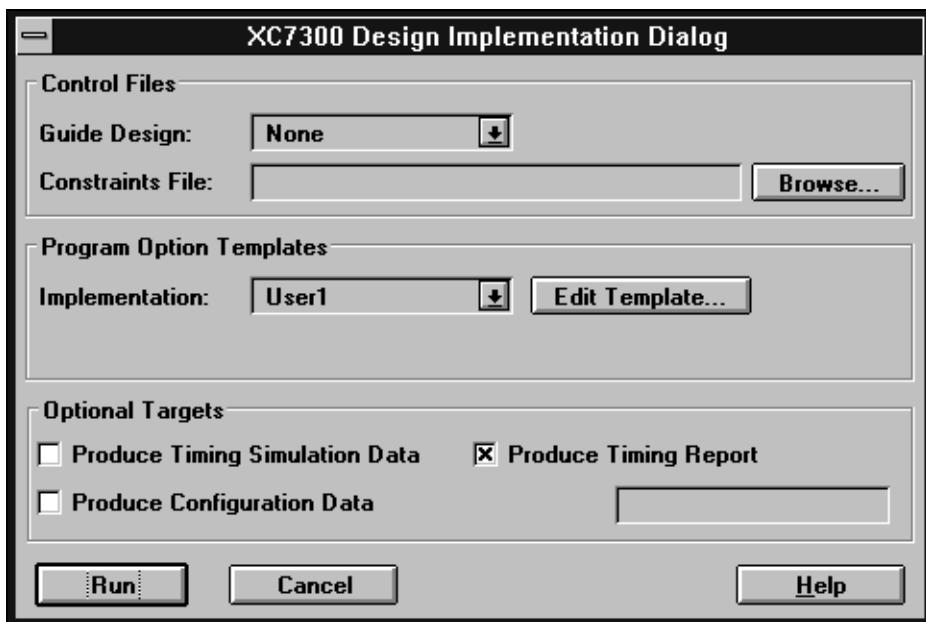 XC7300 Design Implementation Dialog
Control Files
Guide Design: None
Constraints File: Browse...
Program Option Templates
Implementation: User1 Edit Template...
Optional Targets
Produce Timing Simulation Data Produce Timing Report
Produce Configuration Data
Run Cancel Help